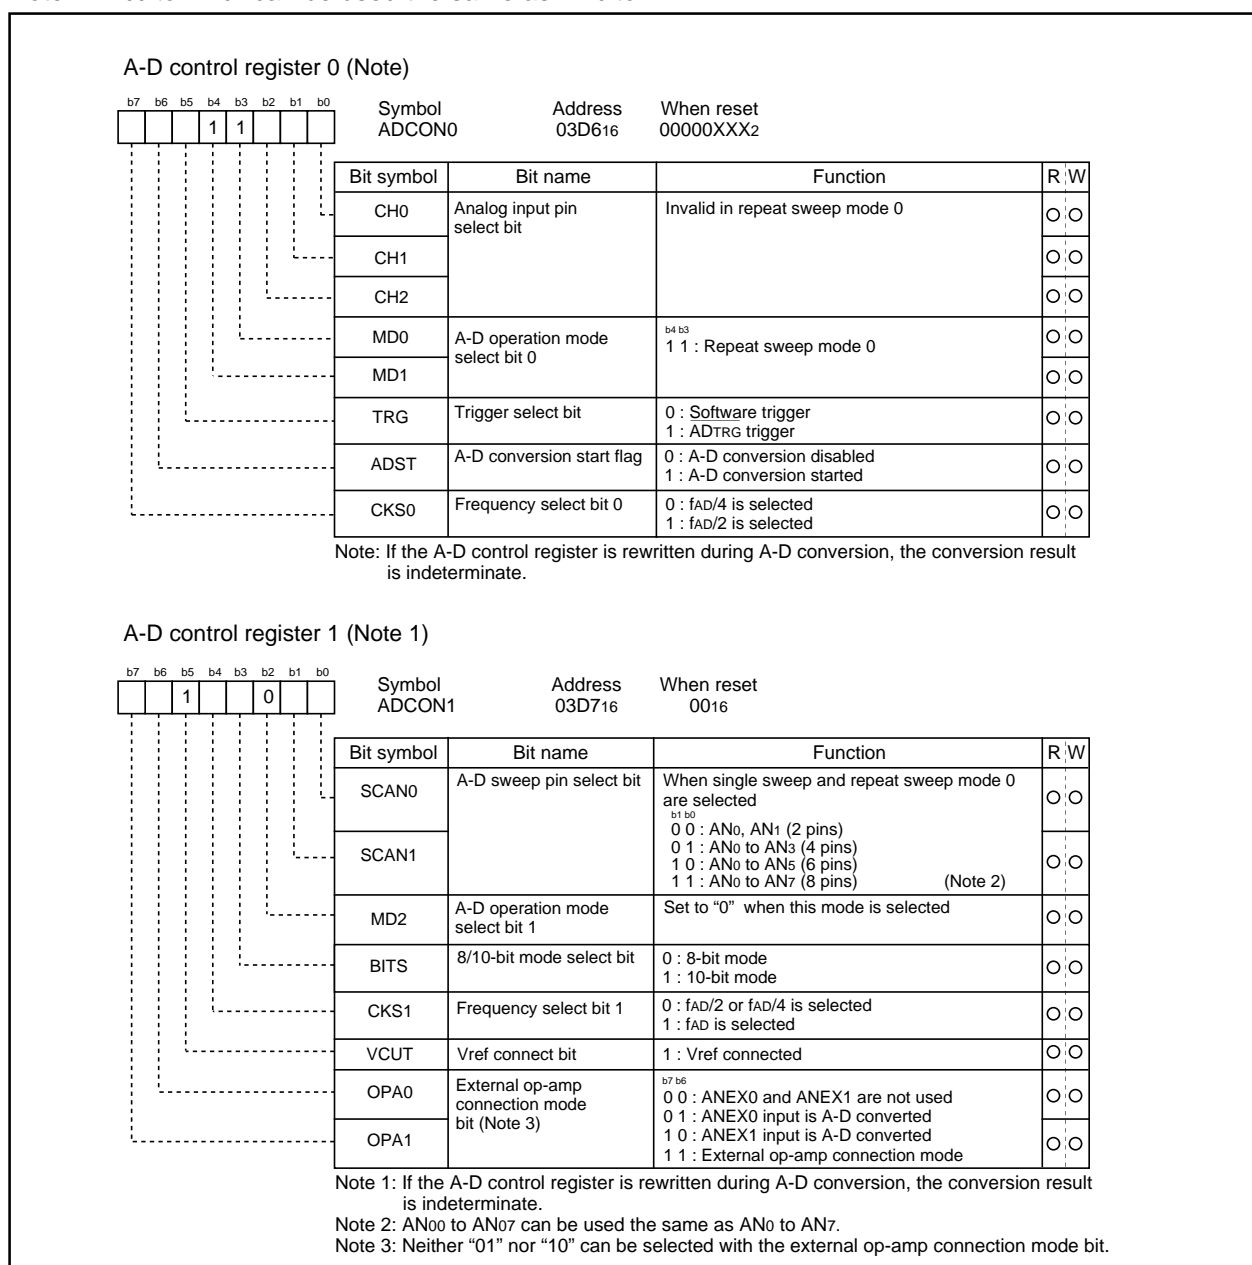 A-D control register 0 (Note)
b7 b6 b5 b4 b3 b2 b1 b0
1 1
Symbol Address When reset
ADCON0 03D616 00000XXX2
Bit symbol Bit name Function R W
CH0 Analog input pin select bit Invalid in repeat sweep mode 0
CH1
CH2
MD0 A-D operation mode select bit 0 b4 b3
1 1 : Repeat sweep mode 0
MD1
TRG Trigger select bit 0 : Software trigger
1 : ADTRG trigger
ADST A-D conversion start flag 0 : A-D conversion disabled
1 : A-D conversion started
CKS0 Frequency select bit 0 0 : fAD/4 is selected
1 : fAD/2 is selected
Note: If the A-D control register is rewritten during A-D conversion, the conversion result
is indeterminate.
A-D control register 1 (Note 1)
b7 b6 b5 b4 b3 b2 b1 b0
1 0
Symbol Address When reset
ADCON1 03D716 0016
Bit symbol Bit name Function R W
SCAN0 A-D sweep pin select bit When single sweep and repeat sweep mode 0
are selected
b1 b0
0 0 : AN0, AN1 (2 pins)
0 1 : AN0 to AN3 (4 pins)
SCAN1 1 0 : AN0 to AN5 (6 pins)
1 1 : AN0 to AN7 (8 pins) (Note 2)
MD2 A-D operation mode select bit 1 Set to “0” when this mode is selected
BITS 8/10-bit mode select bit 0 : 8-bit mode
1 : 10-bit mode
CKS1 Frequency select bit 1 0 : fAD/2 or fAD/4 is selected
1 : fAD is selected
VCUT Vref connect bit 1 : Vref connected
OPA0 External op-amp connection mode bit (Note 3) b7 b6
0 0 : ANEX0 and ANEX1 are not used
0 1 : ANEX0 input is A-D converted
OPA1 1 0 : ANEX1 input is A-D converted
1 1 : External op-amp connection mode
Note 1: If the A-D control register is rewritten during A-D conversion, the conversion result
is indeterminate.
Note 2: AN00 to AN07 can be used the same as AN0 to AN7.
Note 3: Neither “01” nor “10” can be selected with the external op-amp connection mode bit.